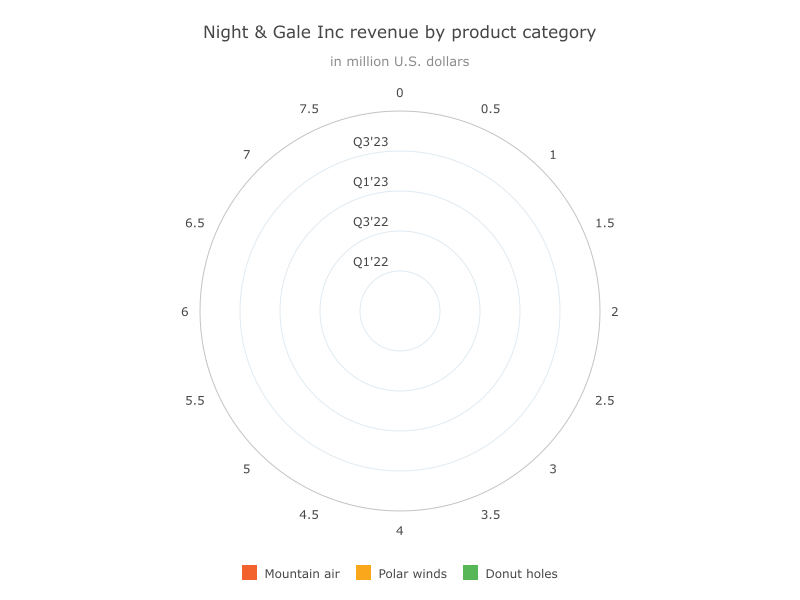 Night & Gale Inc revenue by product category
in million U.S. dollars
0
7.5
0.5
Q3'23
7
1
Q1'23
6.5
Q3'22
1.5
Q1'22
6
2
5.5
2.5
5
3
4.5
3.5
4
Mountain air
Polar winds
Donut holes